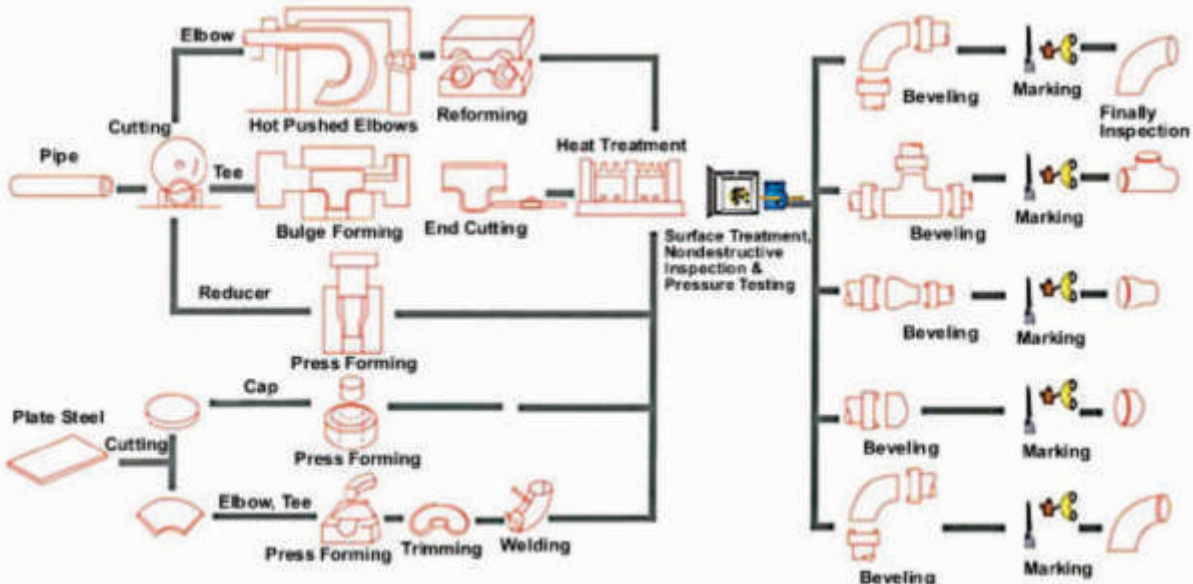 Elbow
Cutting
Hot Pushed Elbows
Reforming
Pipe
Tee
Bulge Forming
End Cutting
Heat Treatment
Reducer
Press Forming
Surface Treatment,
Nondestructive
Inspection &
Pressure Testing
Plate Steel
Cutting
Cap
Press Forming
Elbow, Tee
Press Forming
Trimming
Welding
Beveling
Marking
Finally
Inspection
Beveling
Marking
Beveling
Marking
Beveling
Marking
Beveling
Marking